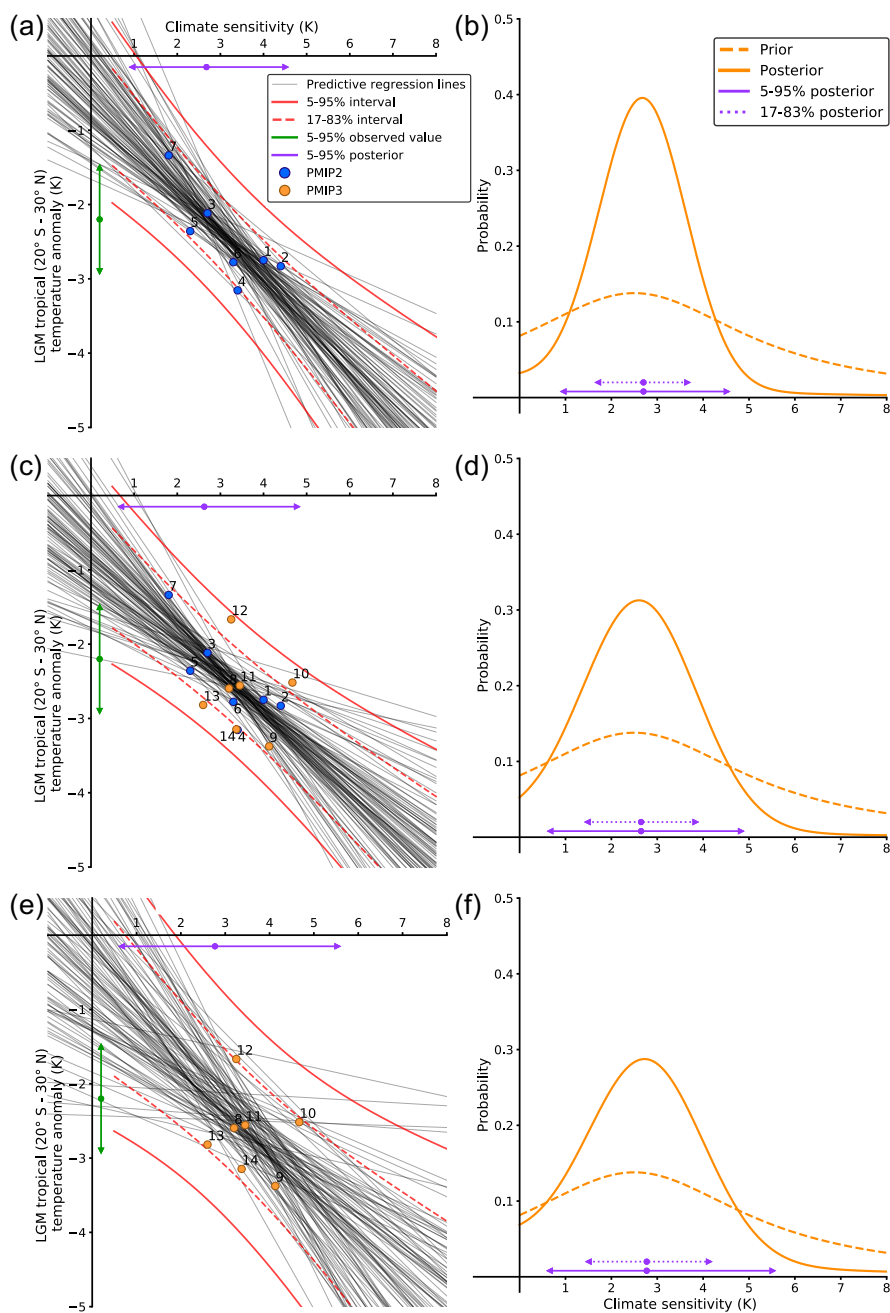 (a)
Climate sensitivity (K)
1 2 3 4 5 6 7 8
Predictive regression lines
5-95% interval
17-83% interval
5-95% observed value
5-95% posterior
PMIP2
PMIP3
−1
−2
−3
−4
−5
LGM tropical (20° S - 30° N)
temperature anomaly (K)
7
3
5
6
1
2
4
(b)
0.5
0.4
0.3
0.2
0.1
Probability
Prior
Posterior
5-95% posterior
17-83% posterior
1 2 3 4 5 6 7 8
(c)
1 2 3 4 5 6 7 8
−1
−2
−3
−4
−5
LGM tropical (20° S - 30° N)
temperature anomaly (K)
7
12
3
5
8
11
10
13
6
1
2
14
4
9
(d)
0.5
0.4
0.3
0.2
0.1
Probability
1 2 3 4 5 6 7 8
(e)
1 2 3 4 5 6 7 8
−1
−2
−3
−4
−5
LGM tropical (20° S - 30° N)
temperature anomaly (K)
12
8
11
10
13
14
9
(f)
0.5
0.4
0.3
0.2
0.1
Probability
1 2 3 4 5 6 7 8
Climate sensitivity (K)